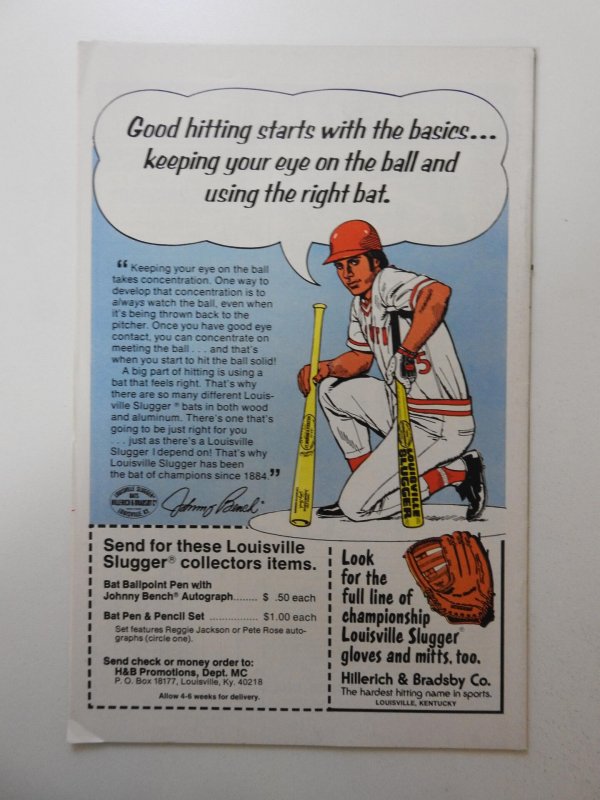 Good hitting starts with the basics...
keeping your eye on the ball and
using the right bat.
“ Keeping your eye on the ball
takes concentration. One way to
develop that concentration is to
always watch the ball, even when
it's being thrown back to the
pitcher. Once you have good eye
contact, you can concentrate on
meeting the ball . . . and that's
when you start to hit the ball solid!
A big part of hitting is using a
bat that feels right. That's why
there are so many different Louis-
ville Slugger® bats in both wood
and aluminum. There's one that's
going to be just right for you
. . . just as there's a Louisville
Slugger I depend on! That's why
Louisville Slugger has been
the bat of champions since 1884.”
LOUISVILLE SLUGGER
BATS
HILLERICH & BRADSBY CO
LOUISVILLE, KY.
Johnny Bench
5
LOUISVILLE
SLUGGER
Send for these Louisville
Slugger® collectors items.
Bat Ballpoint Pen with
Johnny Bench® Autograph........ $ .50 each
Bat Pen & Pencil Set ............... $1.00 each
Set features Reggie Jackson or Pete Rose auto-
graphs (circle one).
Send check or money order to:
H&B Promotions, Dept. MC
P.O. Box 18177, Louisville, Ky. 40218
Allow 4-6 weeks for delivery.
Look
for the
full line of
championship
Louisville Slugger®
gloves and mitts, too.
Hillerich & Bradsby Co.
The hardest hitting name in sports.
LOUISVILLE, KENTUCKY